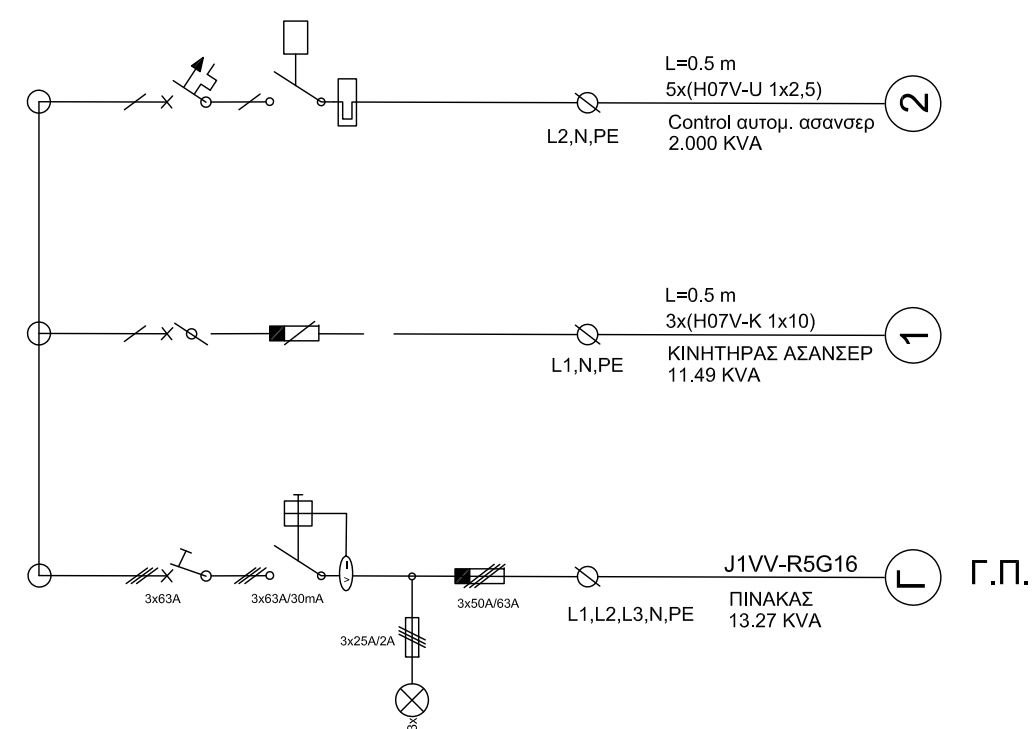 L=0.5 m
5x(H07V-U 1x2,5)
2
L2,N,PE
Control αυτομ. ασανσερ
2.000 KVA
L=0.5 m
3x(H07V-K 1x10)
1
L1,N,PE
ΚΙΝΗΤΗΡΑΣ ΑΣΑΝΣΕΡ
11.49 KVA
J1VV-R5G16
Γ
Γ.Π.
3x63A
3x63A/30mA
I >
3x50A/63A
L1,L2,L3,N,PE
ΠΙΝΑΚΑΣ
13.27 KVA
3x25A/2A
3x